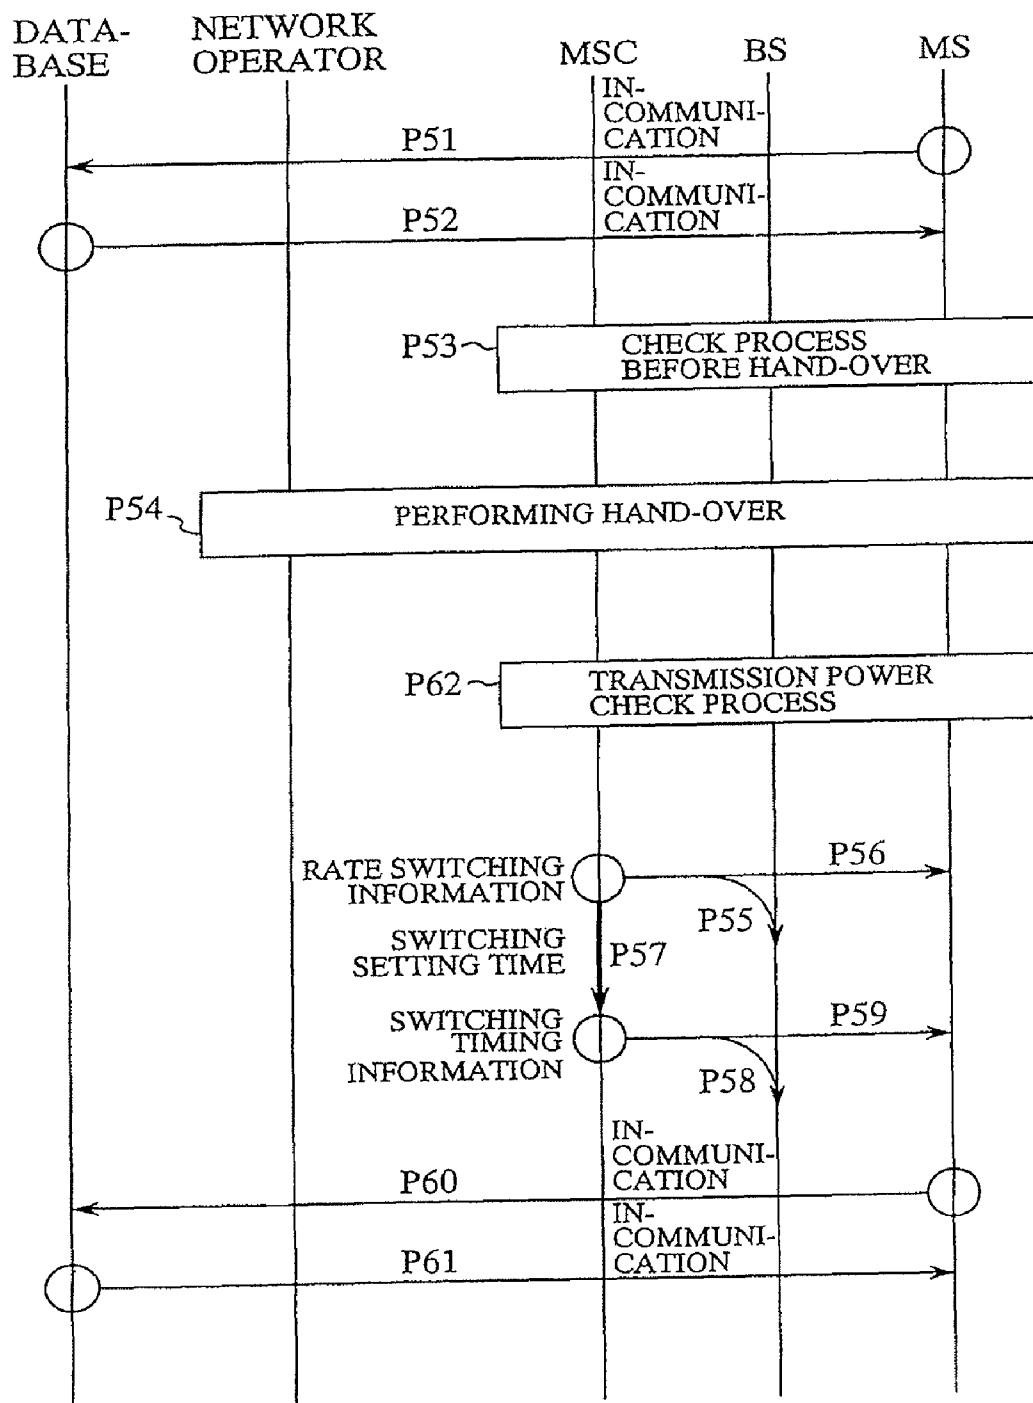 DATA-
BASE
NETWORK
OPERATOR
MSC
BS
MS
IN-
COMMUNI-
CATION
P51
IN-
COMMUNI-
CATION
P52
P53
CHECK PROCESS
BEFORE HAND-OVER
P54
PERFORMING HAND-OVER
P62
TRANSMISSION POWER
CHECK PROCESS
RATE SWITCHING
INFORMATION
P56
P55
SWITCHING
SETTING TIME
P57
SWITCHING
TIMING
INFORMATION
P59
P58
IN-
COMMUNI-
CATION
P60
IN-
COMMUNI-
CATION
P61